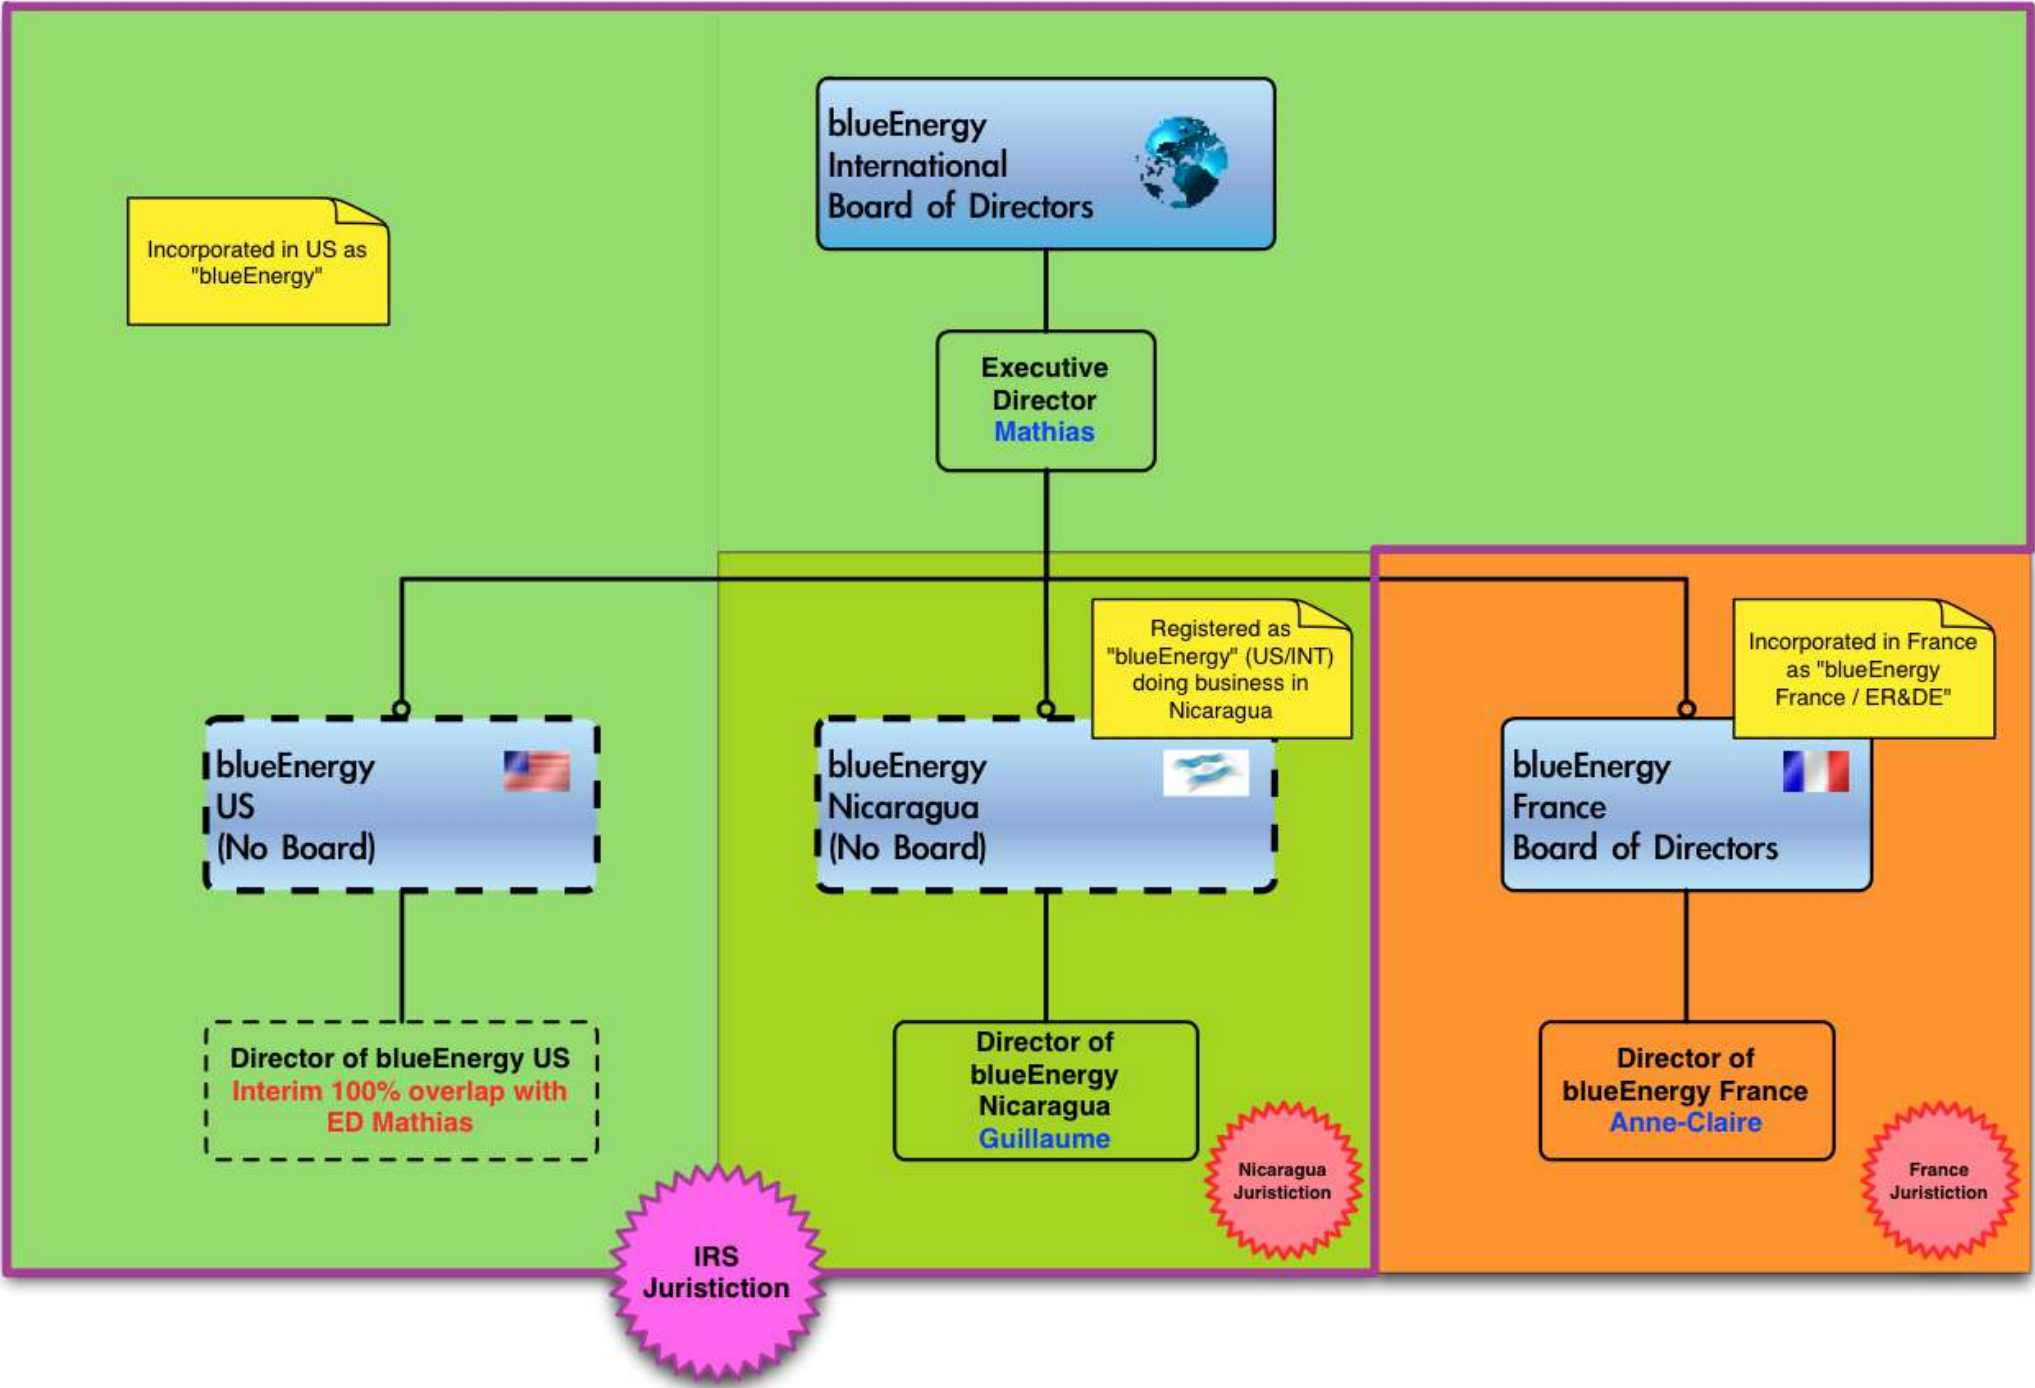 blueEnergy
International
Board of Directors
Incorporated in US as
"blueEnergy"
Executive
Director
Mathias
Registered as
"blueEnergy" (US/INT)
doing business in
Nicaragua
Incorporated in France
as "blueEnergy
France / ER&DE"
blueEnergy
US
(No Board)
blueEnergy
Nicaragua
(No Board)
blueEnergy
France
Board of Directors
Director of blueEnergy US
Interim 100% overlap with
ED Mathias
Director of
blueEnergy
Nicaragua
Guillaume
Director of
blueEnergy France
Anne-Claire
Nicaragua
Juristiction
France
Juristiction
IRS
Juristiction